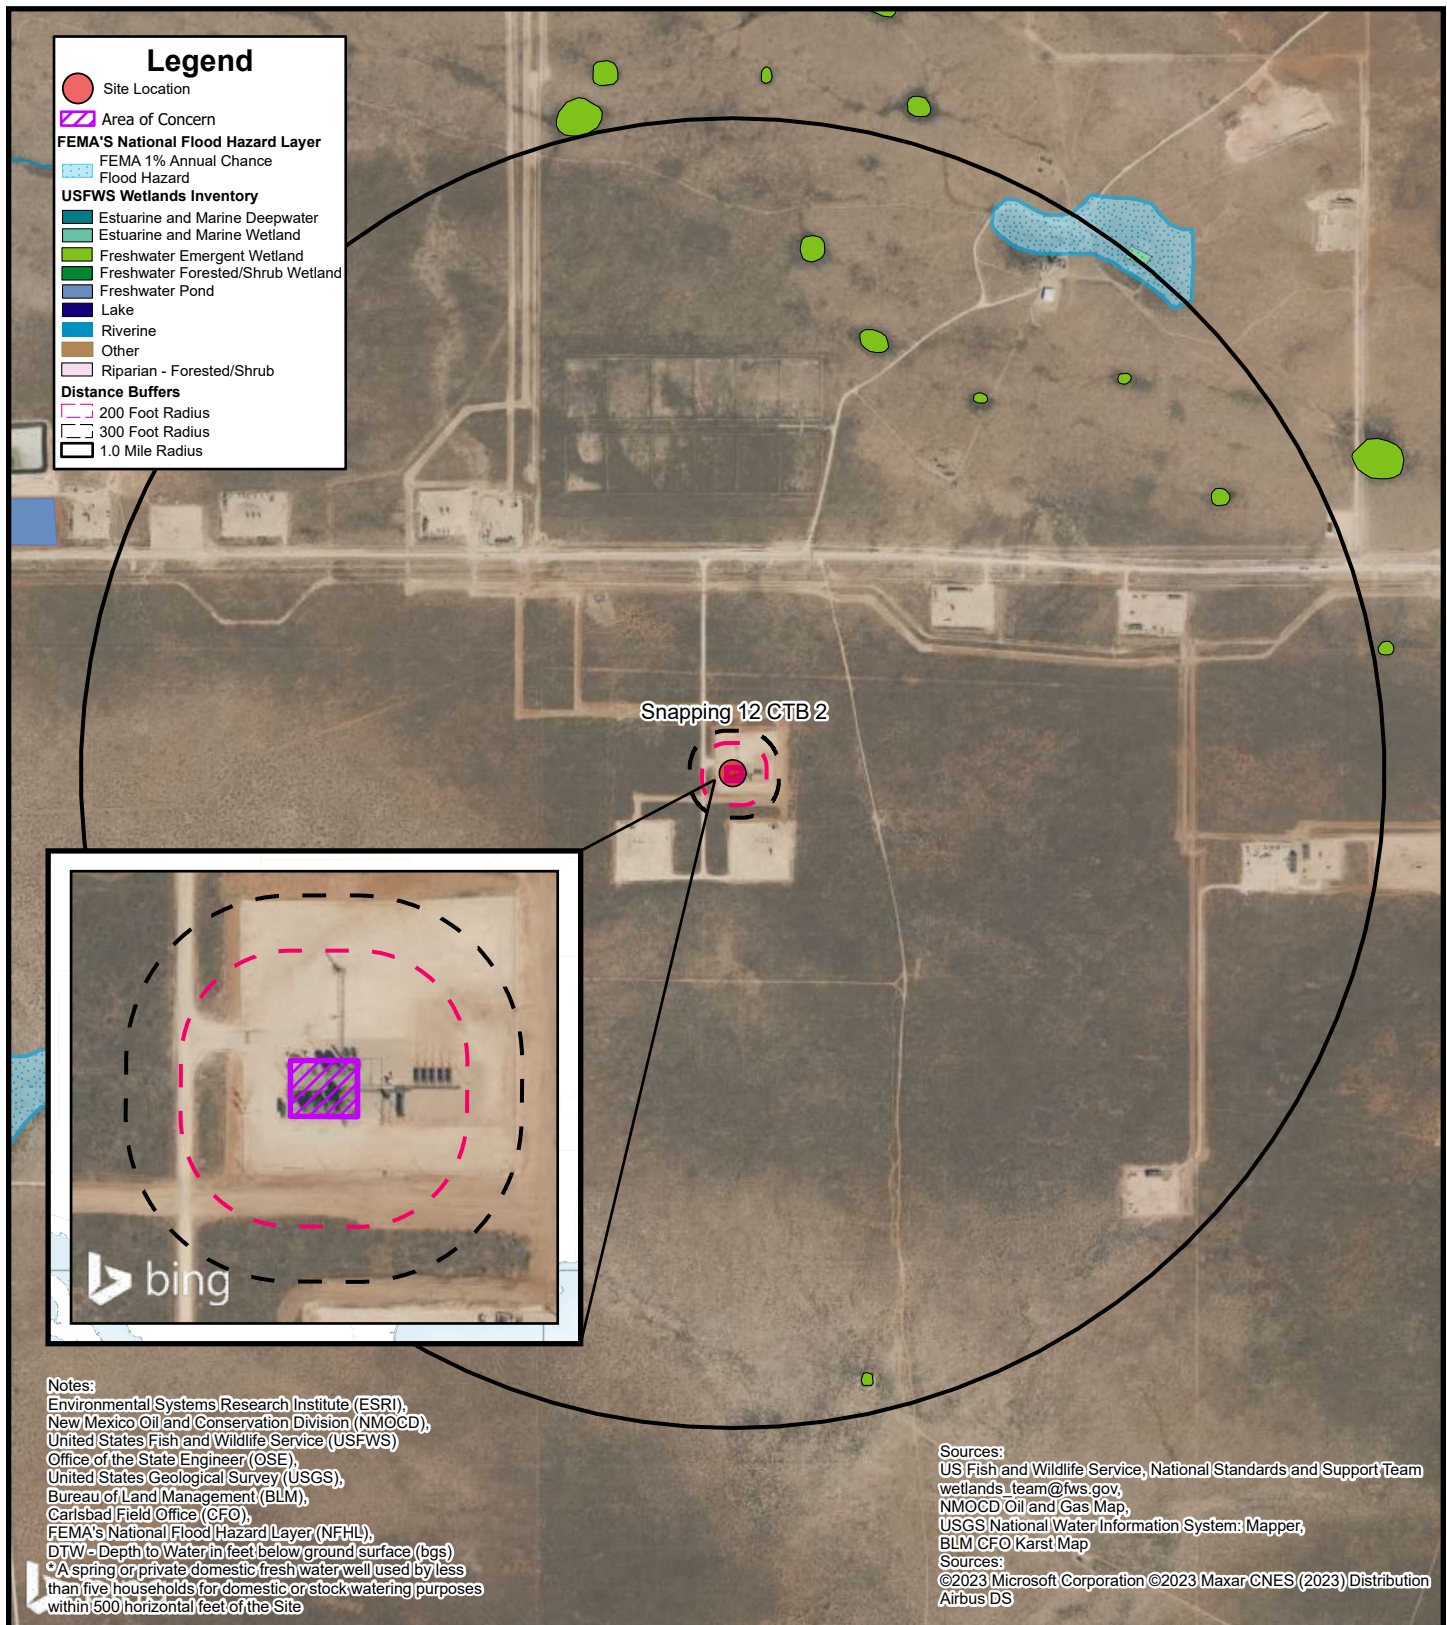 Legend
Site Location
Area of Concern
FEMA'S National Flood Hazard Layer
FEMA 1% Annual Chance
Flood Hazard
USFWS Wetlands Inventory
Estuarine and Marine Deepwater
Estuarine and Marine Wetland
Freshwater Emergent Wetland
Freshwater Forested/Shrub Wetland
Freshwater Pond
Lake
Riverine
Other
Riparian - Forested/Shrub
Distance Buffers
200 Foot Radius
300 Foot Radius
1.0 Mile Radius
Snapping 12 CTB 2
bing
Notes:
Environmental Systems Research Institute (ESRI),
New Mexico Oil and Conservation Division (NMOCD),
United States Fish and Wildlife Service (USFWS)
Office of the State Engineer (OSE),
United States Geological Survey (USGS),
Bureau of Land Management (BLM),
Carlsbad Field Office (CFO),
FEMA's National Flood Hazard Layer (NFHL),
DTW - Depth to Water in feet below ground surface (bgs)
* A spring or private domestic fresh water well used by less
than five households for domestic or stock watering purposes
within 500 horizontal feet of the Site
Sources:
US Fish and Wildlife Service, National Standards and Support Team
wetlands_team@fws.gov,
NMOCD Oil and Gas Map,
USGS National Water Information System: Mapper,
BLM CFO Karst Map
Sources:
©2023 Microsoft Corporation ©2023 Maxar CNES (2023) Distribution
Airbus DS